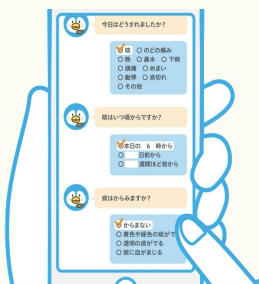 今日はどうされましたか？
咳 ○ のどの痛み
○ 熱 ○ 鼻水 ○ 下痢
○ 頭痛 ○ めまい
○ 動悸 ○ 息切れ
○ その他
咳はいつ頃からですか？
本日の 6 時から
○ 日前から
○ 週間ほど前から
痰はからみますか？
からまない
○ 黄色や緑色の痰がで
○ 透明の痰がでる
○ 痰に血がまじる